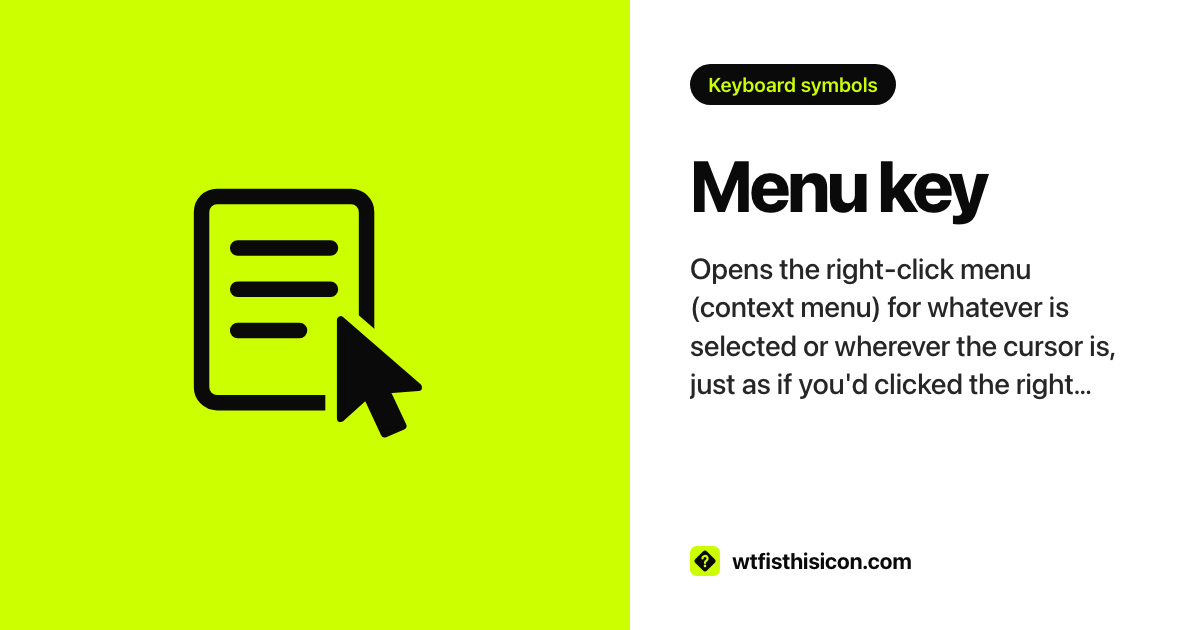 Keyboard symbols
Menu key
Opens the right-click menu
(context menu) for whatever is
selected or wherever the cursor is,
just as if you'd clicked the right...
wtfisthisicon.com